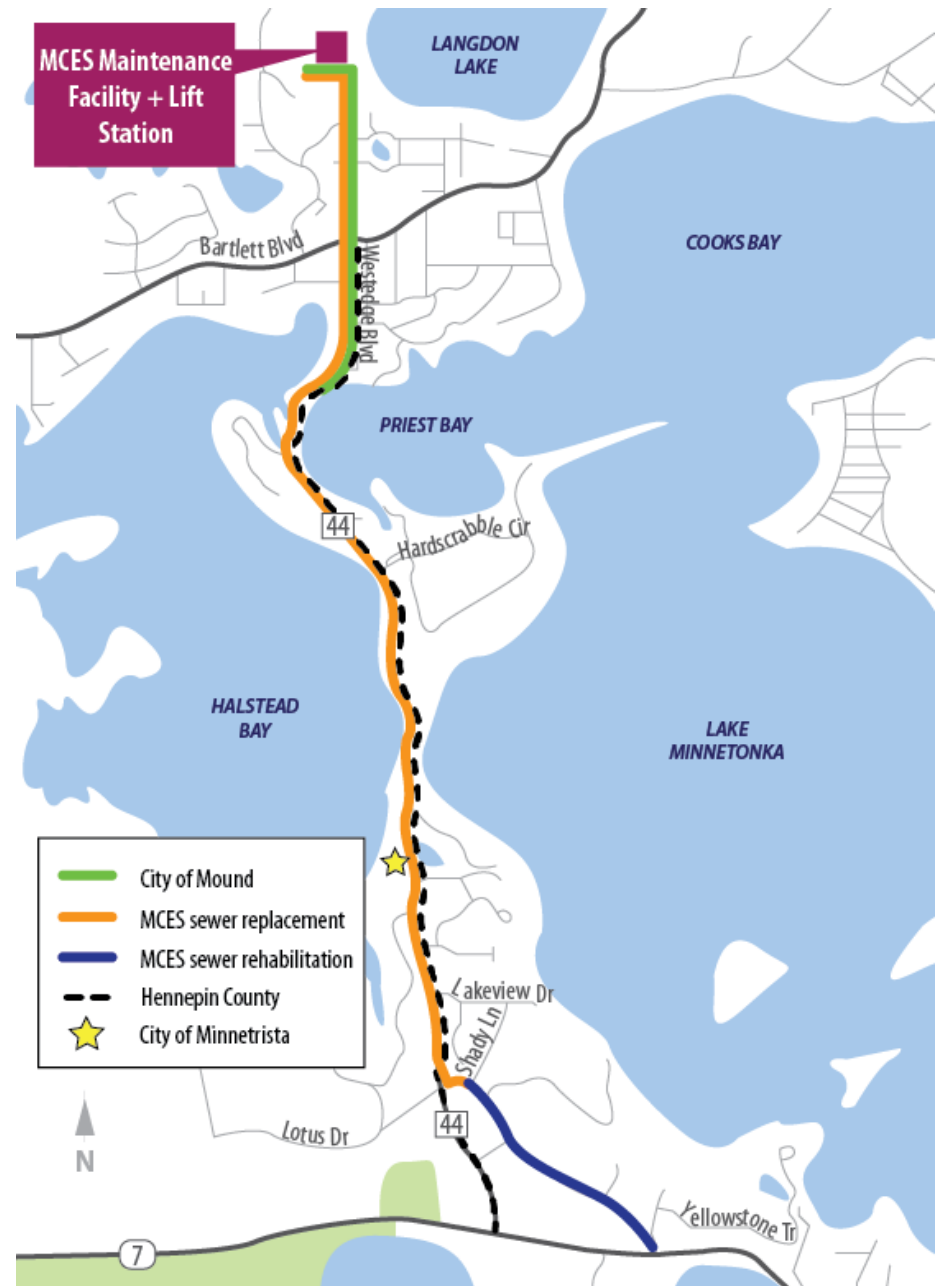 MCES Maintenance
Facility + Lift
Station
LANGDON
LAKE
COOKS BAY
Bartlett Blvd
Westedge Blvd
PRIEST BAY
44
Hardscrabble Cir
HALSTEAD
BAY
LAKE
MINNETONKA
City of Mound
MCES sewer replacement
MCES sewer rehabilitation
Hennepin County
City of Minnetrista
Lakeview Dr
Shady Ln
44
Lotus Dr
N
Yellowstone Tr
7